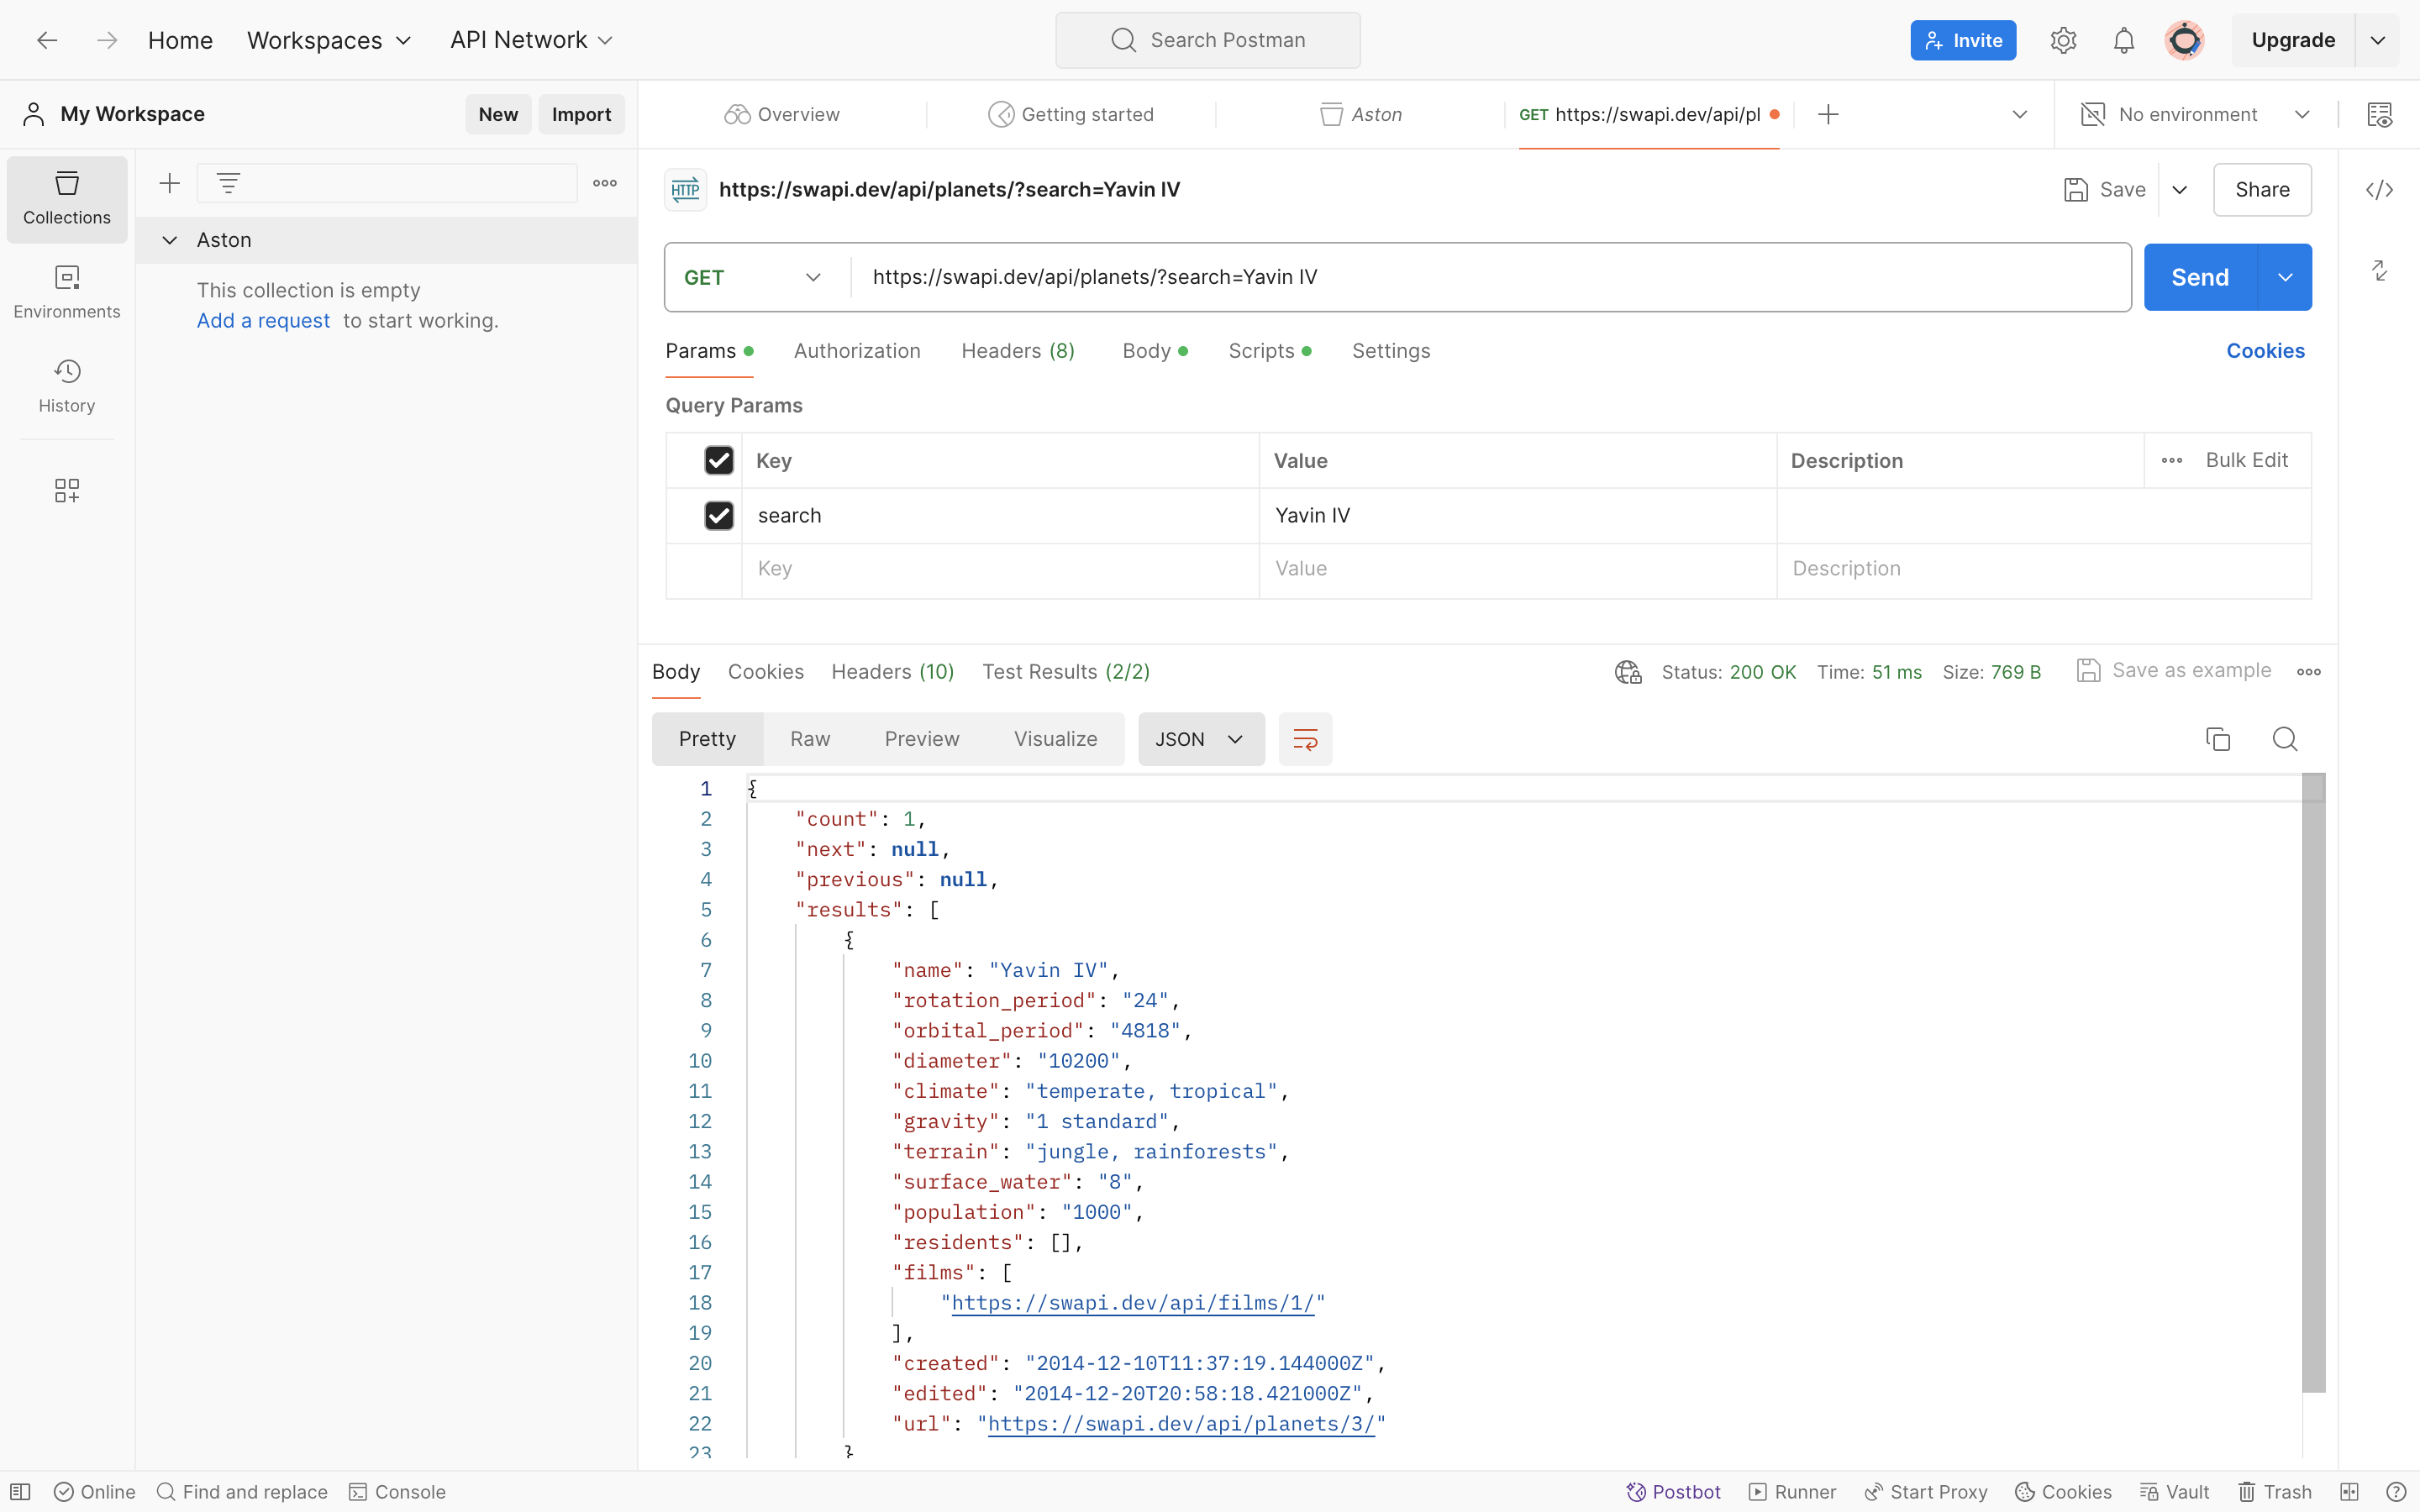 Home Workspaces API Network Search Postman Invite Upgrade
My Workspace New Import Overview Getting started Aston GET https://swapi.dev/api/pl No environment
Collections
Environments
History
Aston
This collection is empty
Add a request to start working.
HTTP https://swapi.dev/api/planets/?search=Yavin IV Save Share
GET https://swapi.dev/api/planets/?search=Yavin IV Send
Params Authorization Headers (8) Body Scripts Settings Cookies
Query Params
Key Value Description Bulk Edit
search Yavin IV
Key Value Description
Body Cookies Headers (10) Test Results (2/2) Status: 200 OK Time: 51 ms Size: 769 B Save as example
Pretty Raw Preview Visualize JSON
1 {
2 "count": 1,
3 "next": null,
4 "previous": null,
5 "results": [
6 {
7 "name": "Yavin IV",
8 "rotation_period": "24",
9 "orbital_period": "4818",
10 "diameter": "10200",
11 "climate": "temperate, tropical",
12 "gravity": "1 standard",
13 "terrain": "jungle, rainforests",
14 "surface_water": "8",
15 "population": "1000",
16 "residents": [],
17 "films": [
18 "https://swapi.dev/api/films/1/"
19 ],
20 "created": "2014-12-10T11:37:19.144000Z",
21 "edited": "2014-12-20T20:58:18.421000Z",
22 "url": "https://swapi.dev/api/planets/3/"
23 }
Online Find and replace Console Postbot Runner Start Proxy Cookies Vault Trash